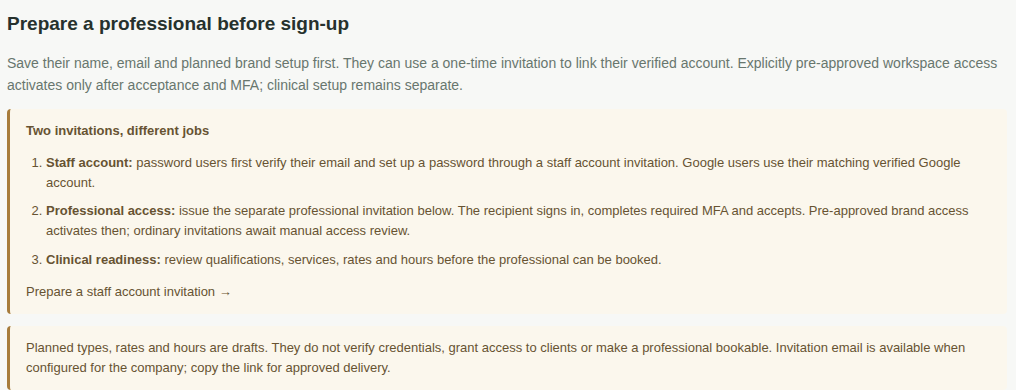 Prepare a professional before sign-up
Save their name, email and planned brand setup first. They can use a one-time invitation to link their verified account. Explicitly pre-approved workspace access
activates only after acceptance and MFA; clinical setup remains separate.
Two invitations, different jobs
1. Staff account: password users first verify their email and set up a password through a staff account invitation. Google users use their matching verified Google
account.
2. Professional access: issue the separate professional invitation below. The recipient signs in, completes required MFA and accepts. Pre-approved brand access
activates then; ordinary invitations await manual access review.
3. Clinical readiness: review qualifications, services, rates and hours before the professional can be booked.
Prepare a staff account invitation →
Planned types, rates and hours are drafts. They do not verify credentials, grant access to clients or make a professional bookable. Invitation email is available when
configured for the company; copy the link for approved delivery.